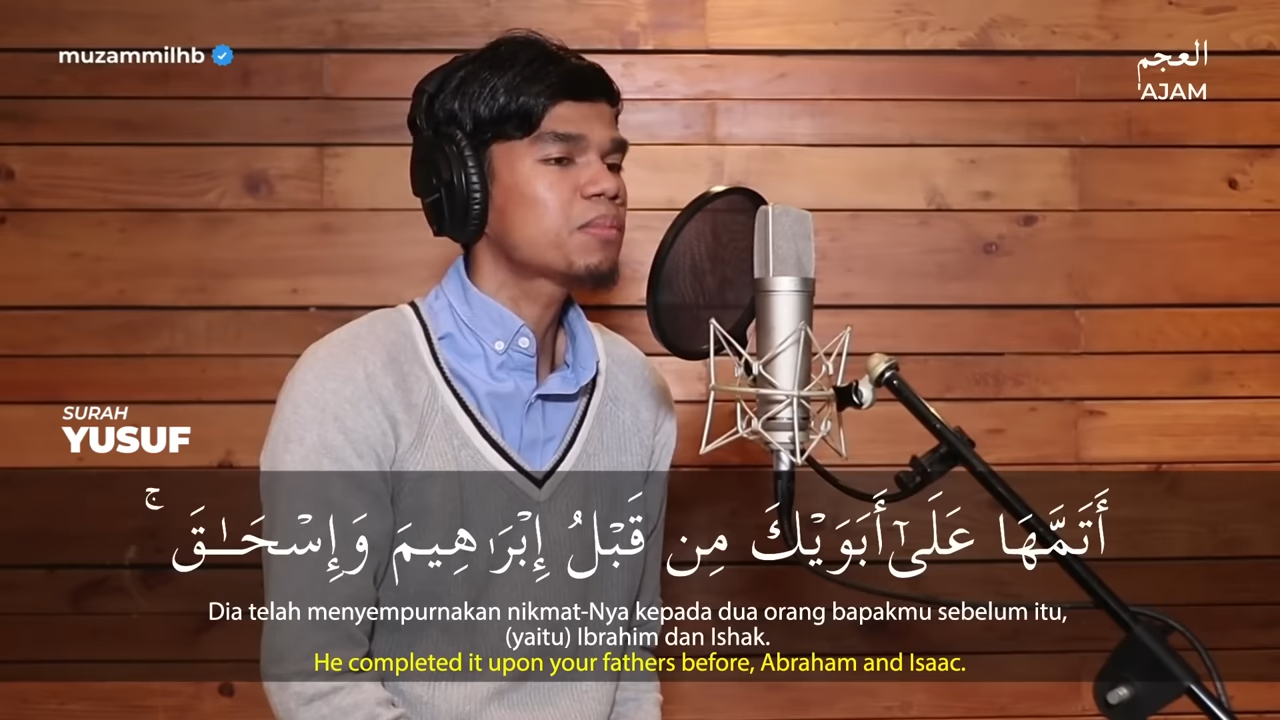 muzammilhb
العجم
'AJAM
SURAH
YUSUF
أَتَمَّهَا عَلَىٰٓ أَبَوَيْكَ مِن قَبْلُ إِبْرَٰهِيمَ وَإِسْحَـٰقَ ۚ
Dia telah menyempurnakan nikmat-Nya kepada dua orang bapakmu sebelum itu,
(yaitu) Ibrahim dan Ishak.
He completed it upon your fathers before, Abraham and Isaac.